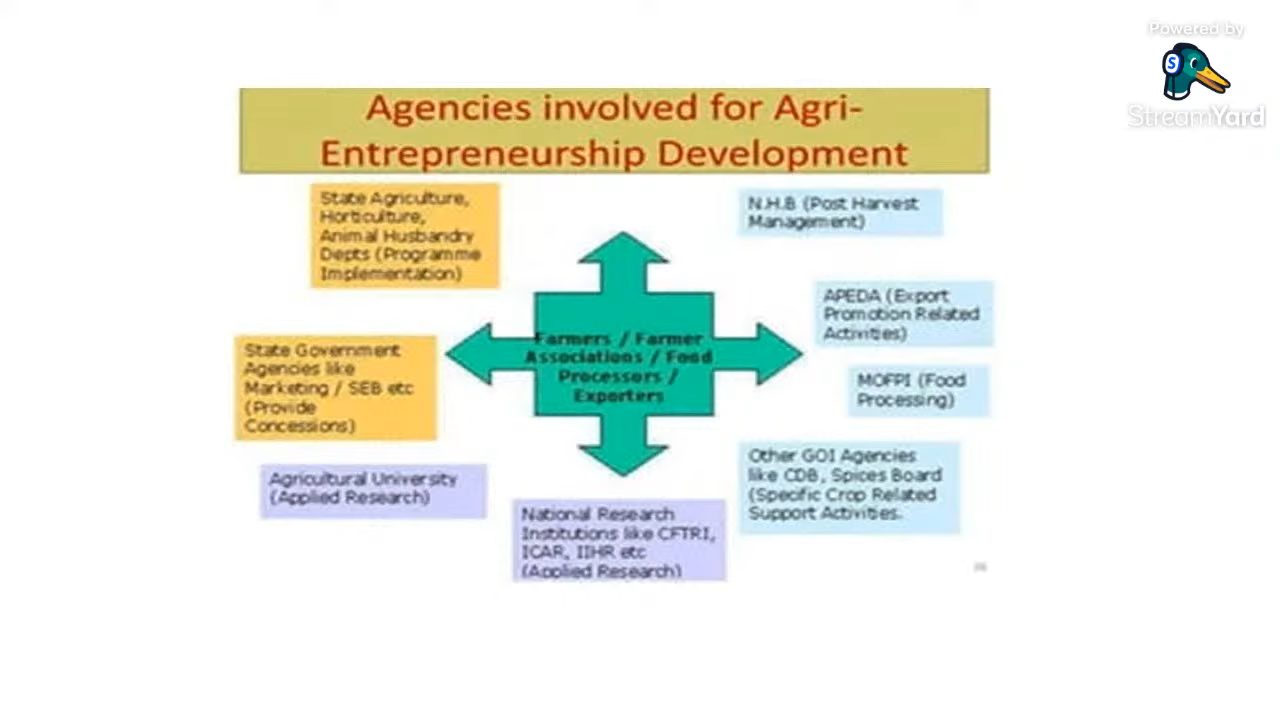 Powered by
StreamYard
Agencies involved for Agri-
Entrepreneurship Development
State Agriculture,
Horticulture,
Animal Husbandry
Depts (Programme
Implementation)
N.H.B (Post Harvest
Management)
APEDA (Export
Promotion Related
Activities)
Farmers / Farmer
Associations / Food
Processors /
Exporters
State Government
Agencies like
Marketing / SEB etc
(Provide
Concessions)
MOFPI (Food
Processing)
Other GOI Agencies
like CDB, Spices Board
(Specific Crop Related
Support Activities.
Agricultural University
(Applied Research)
National Research
Institutions like CFTRI,
ICAR, IIHR etc
(Applied Research)